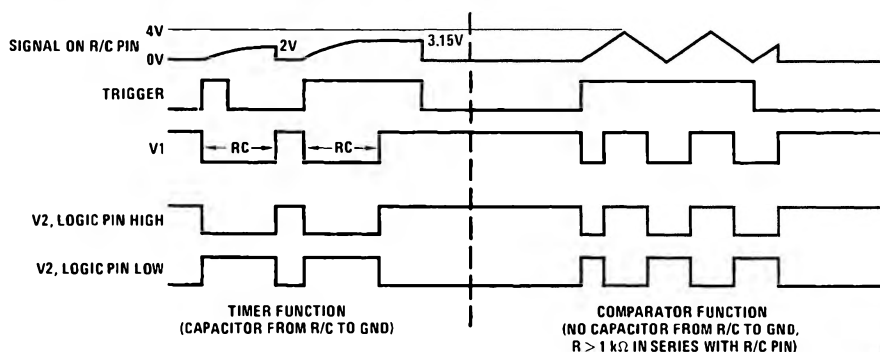 4V
SIGNAL ON R/C PIN
2V
3.15V
0V
TRIGGER
V1
RC
RC
V2, LOGIC PIN HIGH
V2, LOGIC PIN LOW
TIMER FUNCTION
(CAPACITOR FROM R/C TO GND)
COMPARATOR FUNCTION
(NO CAPACITOR FROM R/C TO GND,
R > 1 kΩ IN SERIES WITH R/C PIN)